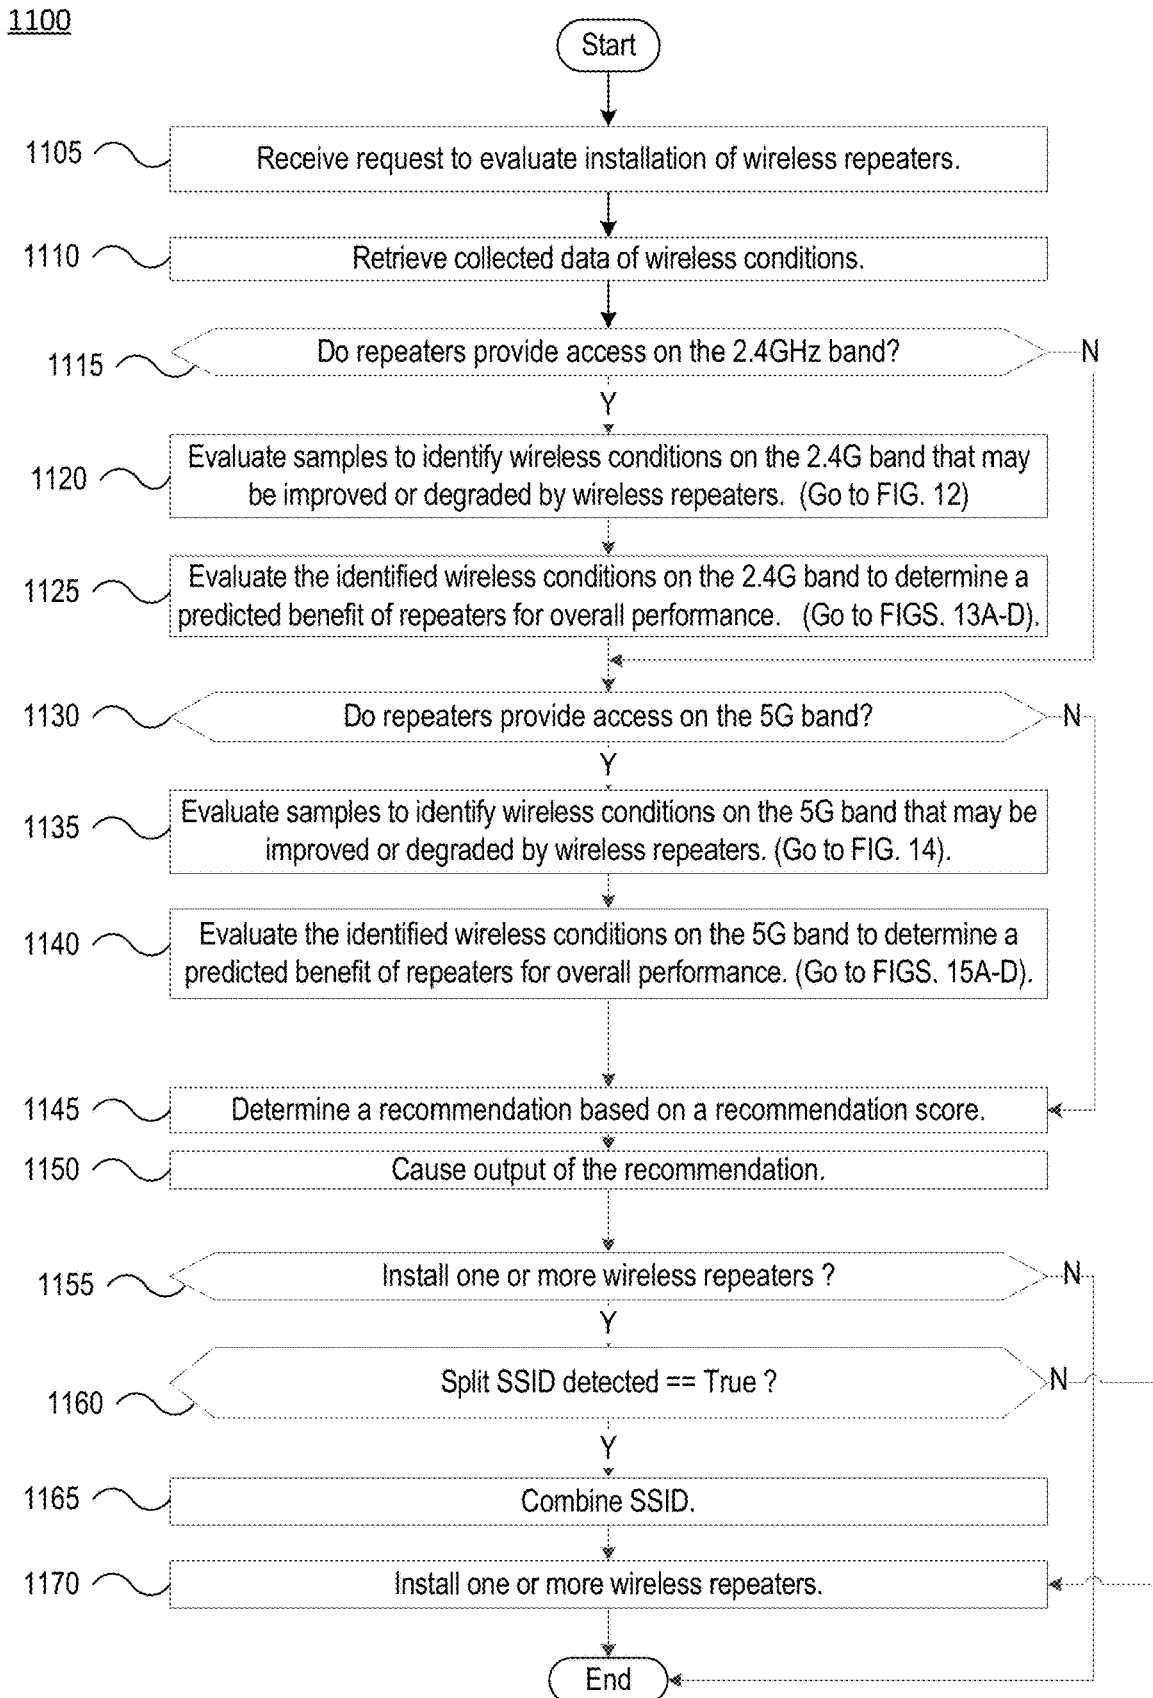 1100
Start
1105
Receive request to evaluate installation of wireless repeaters.
1110
Retrieve collected data of wireless conditions.
1115
Do repeaters provide access on the 2.4GHz band?
N
Y
1120
Evaluate samples to identify wireless conditions on the 2.4G band that may
be improved or degraded by wireless repeaters. (Go to FIG. 12)
1125
Evaluate the identified wireless conditions on the 2.4G band to determine a
predicted benefit of repeaters for overall performance. (Go to FIGS. 13A-D).
1130
Do repeaters provide access on the 5G band?
N
Y
1135
Evaluate samples to identify wireless conditions on the 5G band that may be
improved or degraded by wireless repeaters. (Go to FIG. 14).
1140
Evaluate the identified wireless conditions on the 5G band to determine a
predicted benefit of repeaters for overall performance. (Go to FIGS. 15A-D).
1145
Determine a recommendation based on a recommendation score.
1150
Cause output of the recommendation.
1155
Install one or more wireless repeaters ?
N
Y
1160
Split SSID detected == True ?
N
Y
1165
Combine SSID.
1170
Install one or more wireless repeaters.
End